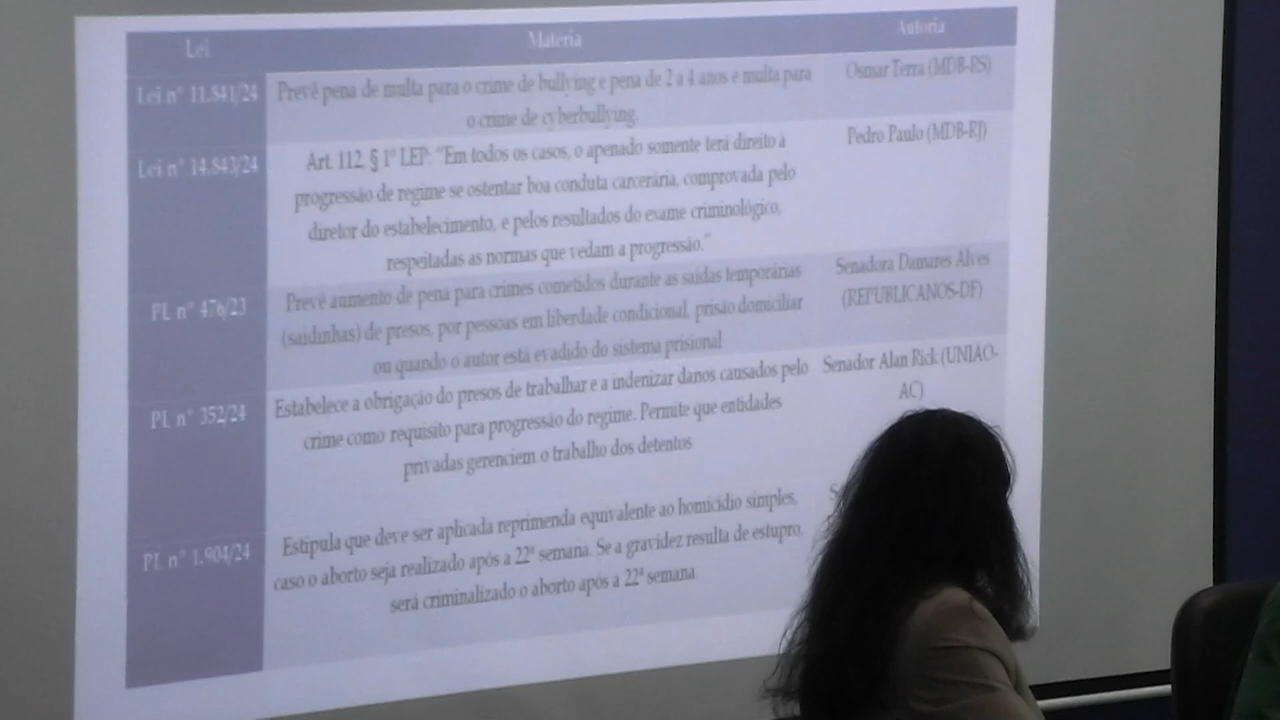 Lei Materia Autoria
Lei n° 11.841/24 Prevê pena de multa para o crime de bullying e pena de 2 a 4 anos e multa para Osmar Terra (MDB-RS)
o crime de cyberbullying.
Lei n° 14.843/24 Art. 112, § 1º LEP: "Em todos os casos, o apenado somente terá direito à Pedro Paulo (MDB-RJ)
progressão de regime se ostentar boa conduta carcerária, comprovada pelo
diretor do estabelecimento, e pelos resultados do exame criminológico,
respeitadas as normas que vedam a progressão."
PL n° 476/23 Prevê aumento de pena para crimes cometidos durante as saídas temporárias Senadora Damares Alves
(saidinhas) de presos, por pessoas em liberdade condicional, prisão domiciliar (REPUBLICANOS-DF)
ou quando o autor está evadido do sistema prisional
PL n° 352/24 Estabelece a obrigação do presos de trabalhar e a indenizar danos causados pelo Senador Alan Rick (UNIÃO-
crime como requisito para progressão do regime. Permite que entidades AC)
privadas gerenciem o trabalho dos detentos
PL n° 1.904/24 Estipula que deve ser aplicada reprimenda equivalente ao homicídio simples,
caso o aborto seja realizado após a 22ª semana. Se a gravidez resulta de estupro,
será criminalizado o aborto após a 22ª semana